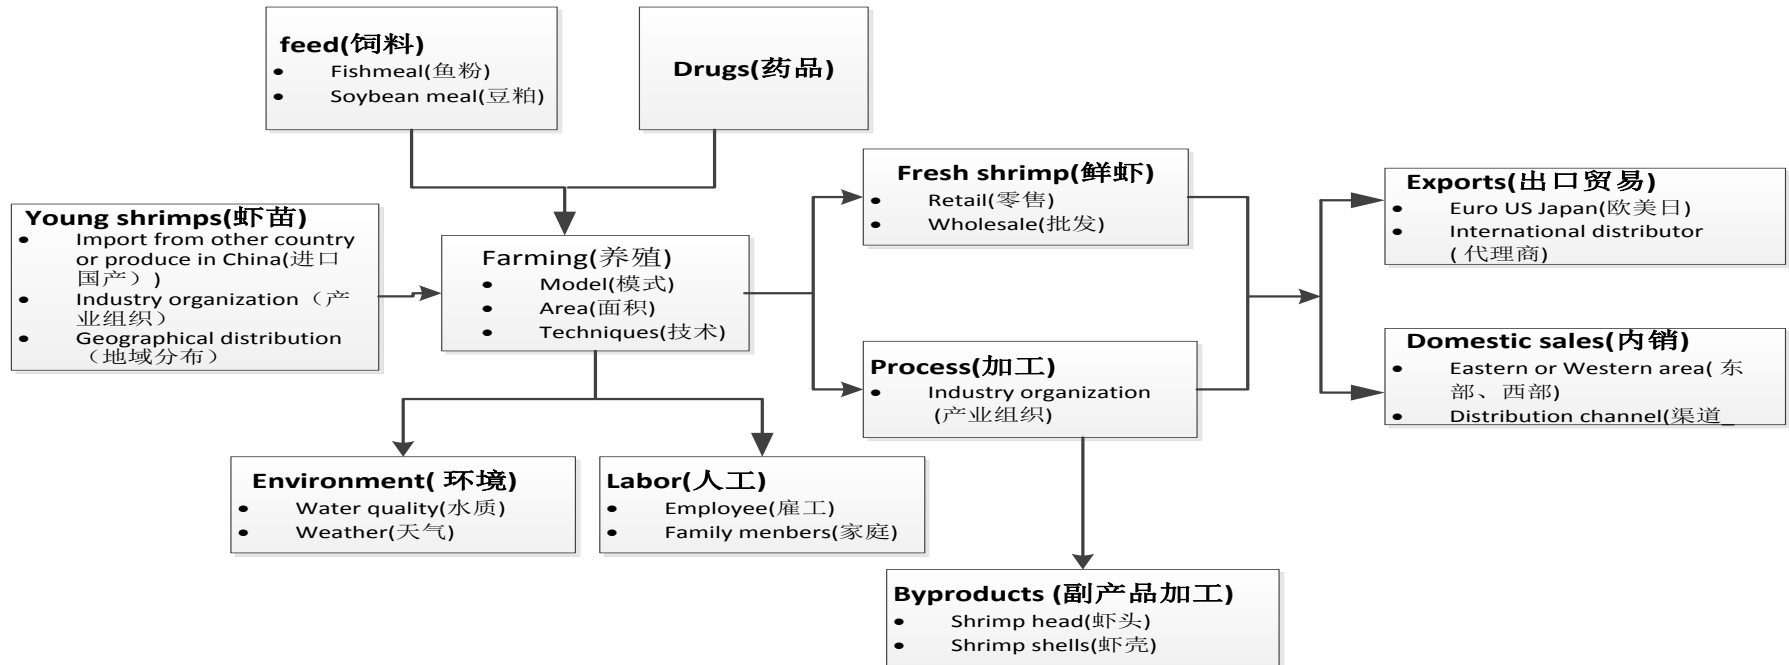 feed(饲料)
Fishmeal(鱼粉)
Soybean meal(豆粕)
Drugs(药品)
Young shrimps(虾苗)
Import from other country
or produce in China(进口
国产））
Industry organization（产
业组织）
Geographical distribution
（地域分布）
Farming(养殖)
Model(模式)
Area(面积)
Techniques(技术)
Fresh shrimp(鲜虾)
Retail(零售)
Wholesale(批发)
Process(加工)
Industry organization
(产业组织)
Exports(出口贸易)
Euro US Japan(欧美日)
International distributor
( 代理商)
Domestic sales(内销)
Eastern or Western area( 东
部、西部)
Distribution channel(渠道_
Environment( 环境)
Water quality(水质)
Weather(天气)
Labor(人工)
Employee(雇工)
Family menbers(家庭)
Byproducts (副产品加工)
Shrimp head(虾头)
Shrimp shells(虾壳)